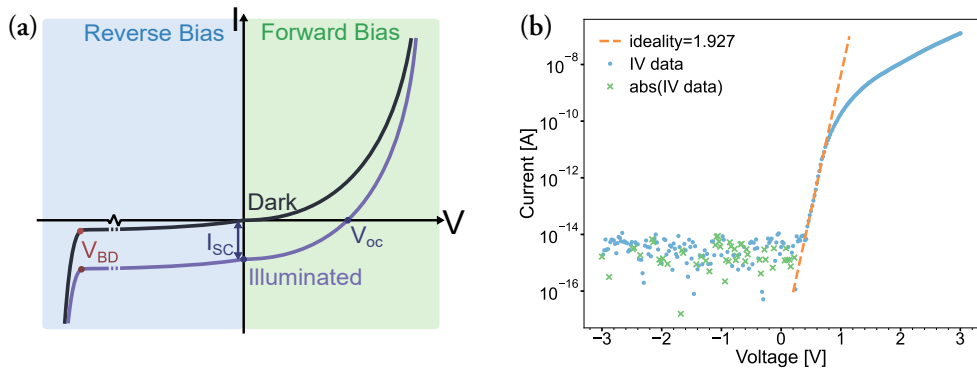 (a)
I
Reverse Bias
Forward Bias
Dark
V
V_BD
I_SC
V_oc
Illuminated
(b)
ideality=1.927
IV data
abs(IV data)
Current [A]
10⁻⁸
10⁻¹⁰
10⁻¹²
10⁻¹⁴
10⁻¹⁶
−3 −2 −1 0 1 2 3
Voltage [V]